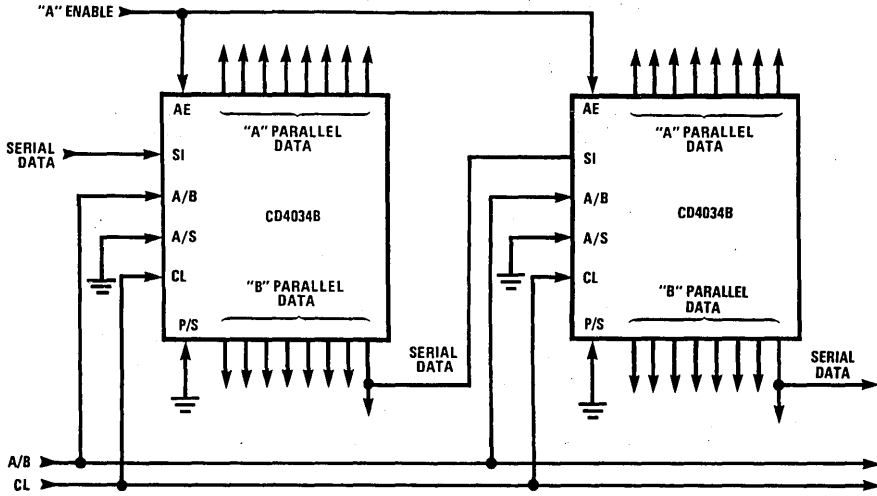 "A" ENABLE
AE
"A" PARALLEL
DATA
SERIAL
DATA
SI
A/B
CD4034B
A/S
CL
"B" PARALLEL
DATA
P/S
SERIAL
DATA
AE
"A" PARALLEL
DATA
SI
A/B
CD4034B
A/S
CL
"B" PARALLEL
DATA
P/S
SERIAL
DATA
A/B
CL